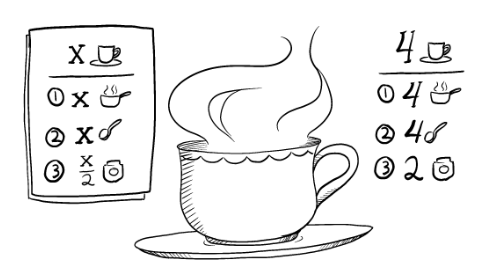 x
① x
② x
③ x/2
4
① 4
② 4
③ 2